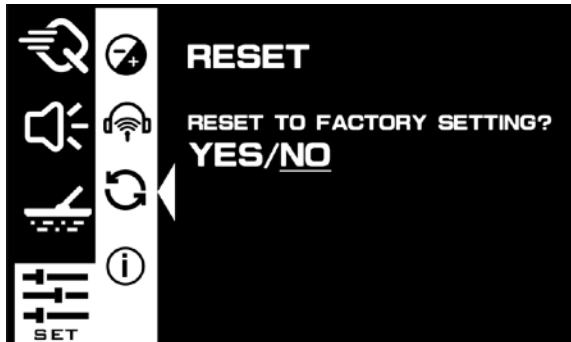 RESET
RESET TO FACTORY SETTING?
YES/NO
SET